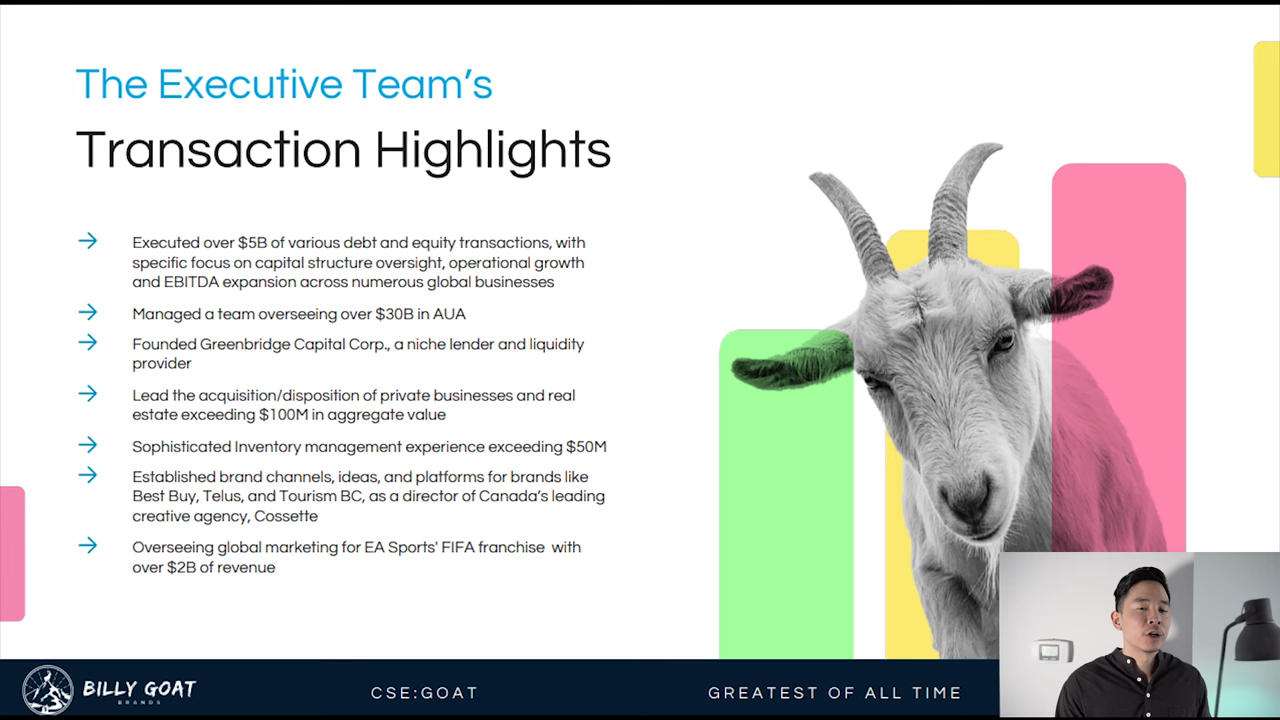 The Executive Team's
Transaction Highlights
Executed over $5B of various debt and equity transactions, with
specific focus on capital structure oversight, operational growth
and EBITDA expansion across numerous global businesses
Managed a team overseeing over $30B in AUA
Founded Greenbridge Capital Corp., a niche lender and liquidity
provider
Lead the acquisition/disposition of private businesses and real
estate exceeding $100M in aggregate value
Sophisticated Inventory management experience exceeding $50M
Established brand channels, ideas, and platforms for brands like
Best Buy, Telus, and Tourism BC, as a director of Canada's leading
creative agency, Cossette
Overseeing global marketing for EA Sports' FIFA franchise with
over $2B of revenue
BILLY GOAT
BRANDS
CSE:GOAT
GREATEST OF ALL TIME